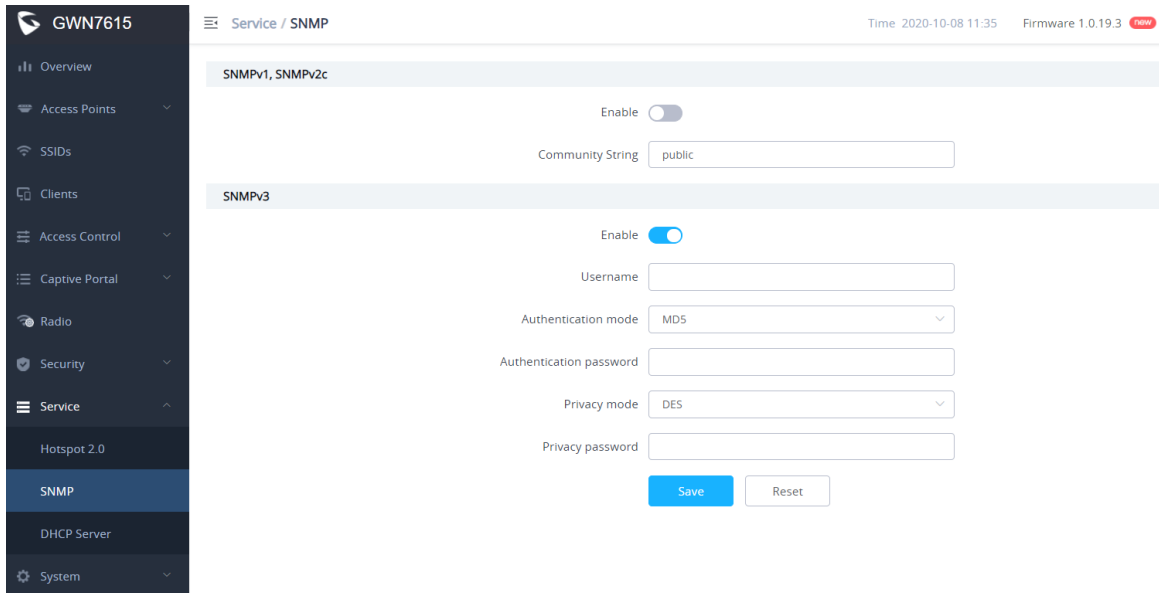 GWN7615
Service / SNMP
Time 2020-10-08 11:35
Firmware 1.0.19.3 new
Overview
Access Points
SSIDs
Clients
Access Control
Captive Portal
Radio
Security
Service
Hotspot 2.0
SNMP
DHCP Server
System
SNMPv1, SNMPv2c
Enable
Community String public
SNMPv3
Enable
Username
Authentication mode MD5
Authentication password
Privacy mode DES
Privacy password
Save Reset